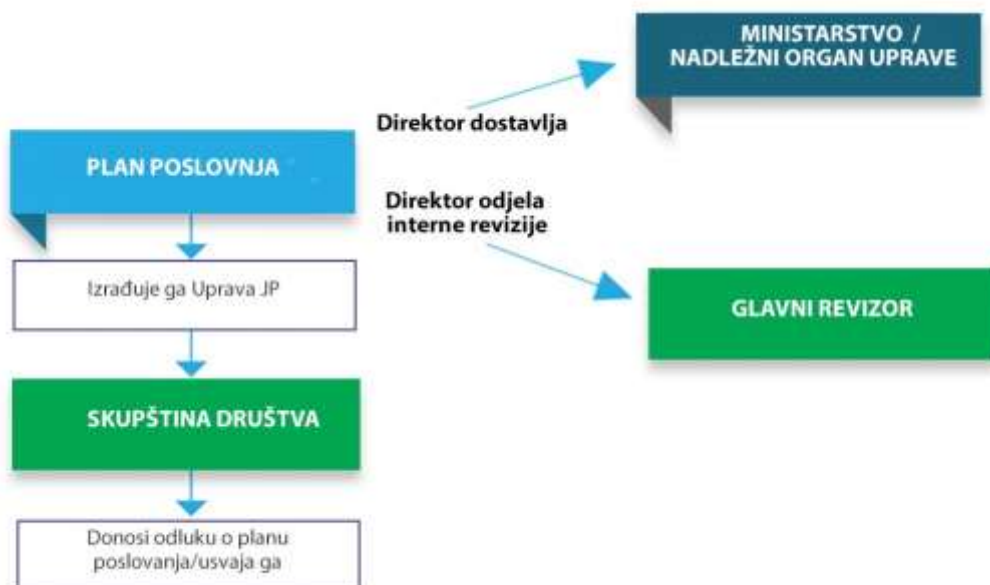 MINISTARSTVO /
NADLEŽNI ORGAN UPRAVE
Direktor dostavlja
PLAN POSLOVNJA
Direktor odjela
interne revizije
Izrađuje ga Uprava JP
GLAVNI REVIZOR
SKUPŠTINA DRUŠTVA
Donosi odluku o planu
poslovanja/usvaja ga